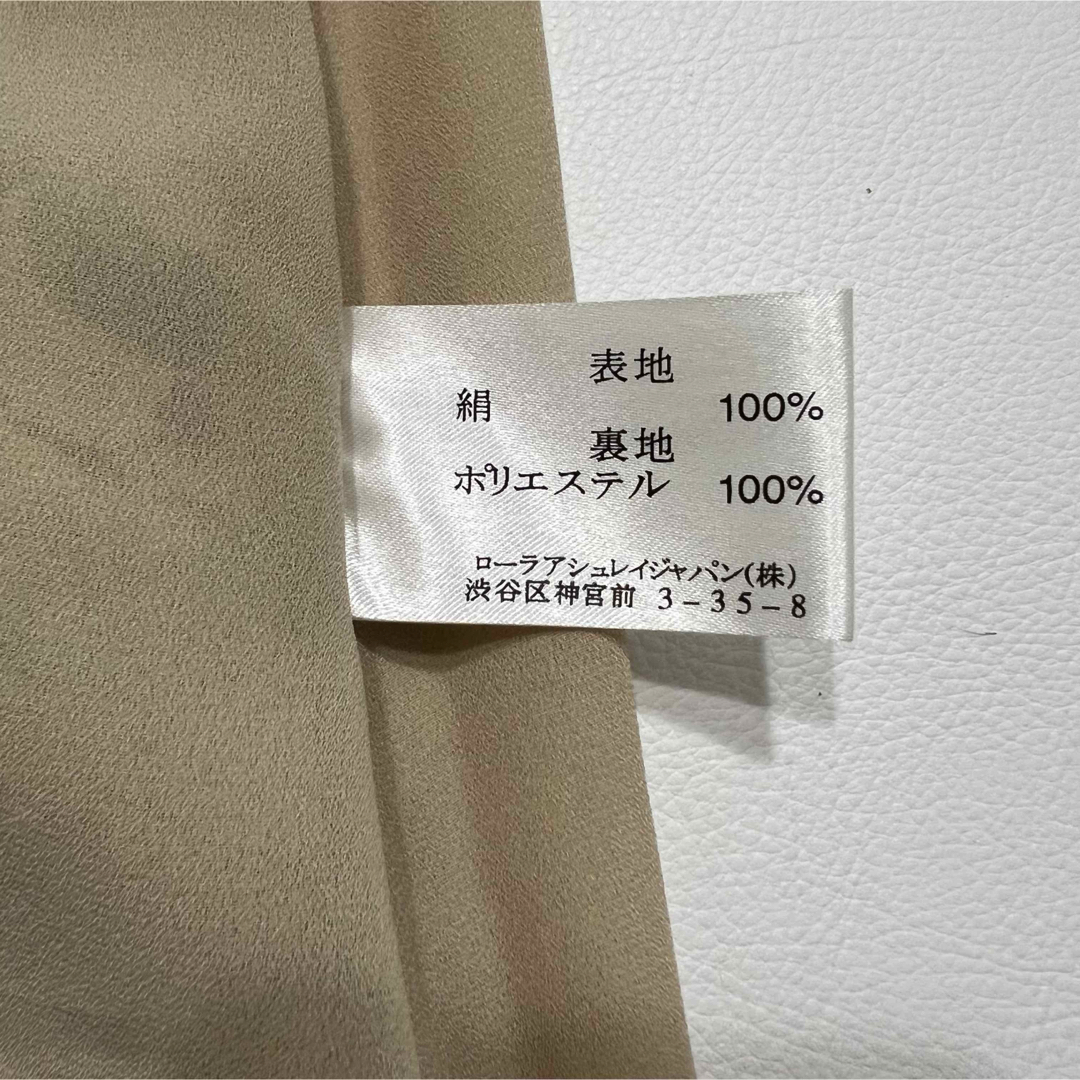 表地
絹 100%
裏地
ポリエステル 100%
ローラアシュレイジャパン(株)
渋谷区神宮前 3-35-8